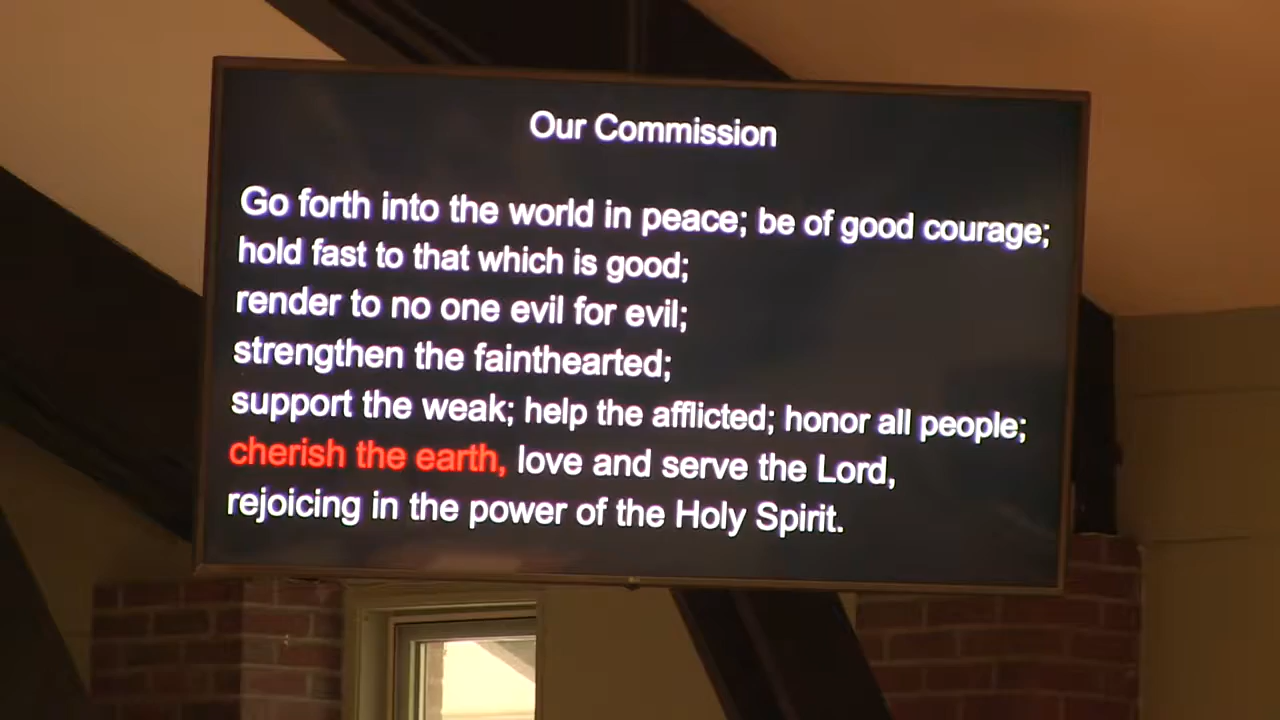 Our Commission
Go forth into the world in peace; be of good courage;
hold fast to that which is good;
render to no one evil for evil;
strengthen the fainthearted;
support the weak; help the afflicted; honor all people;
cherish the earth, love and serve the Lord,
rejoicing in the power of the Holy Spirit.